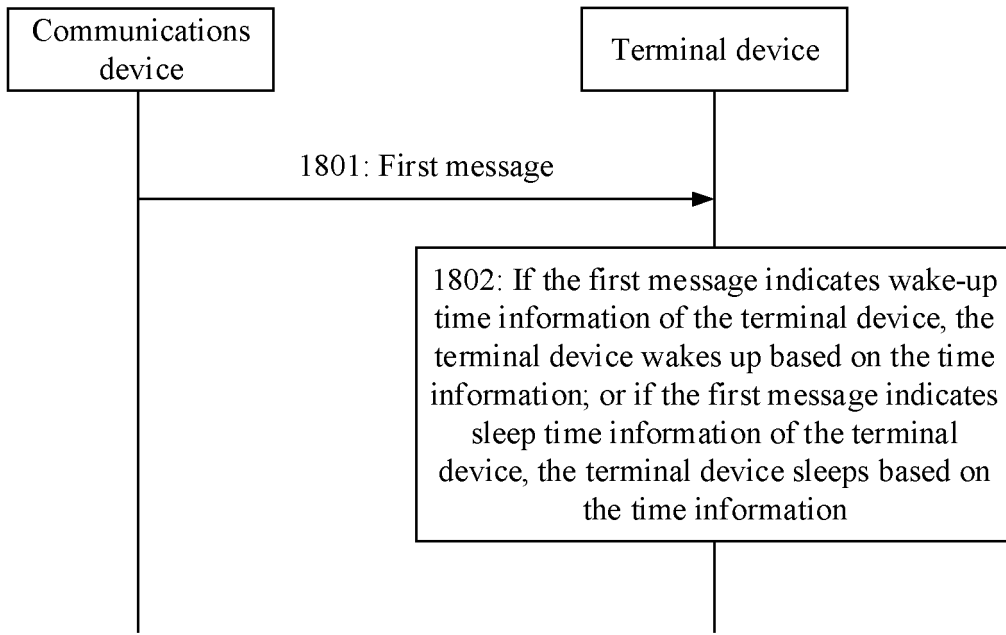 Communications
device
Terminal device
1801: First message
1802: If the first message indicates wake-up
time information of the terminal device, the
terminal device wakes up based on the time
information; or if the first message indicates
sleep time information of the terminal
device, the terminal device sleeps based on
the time information